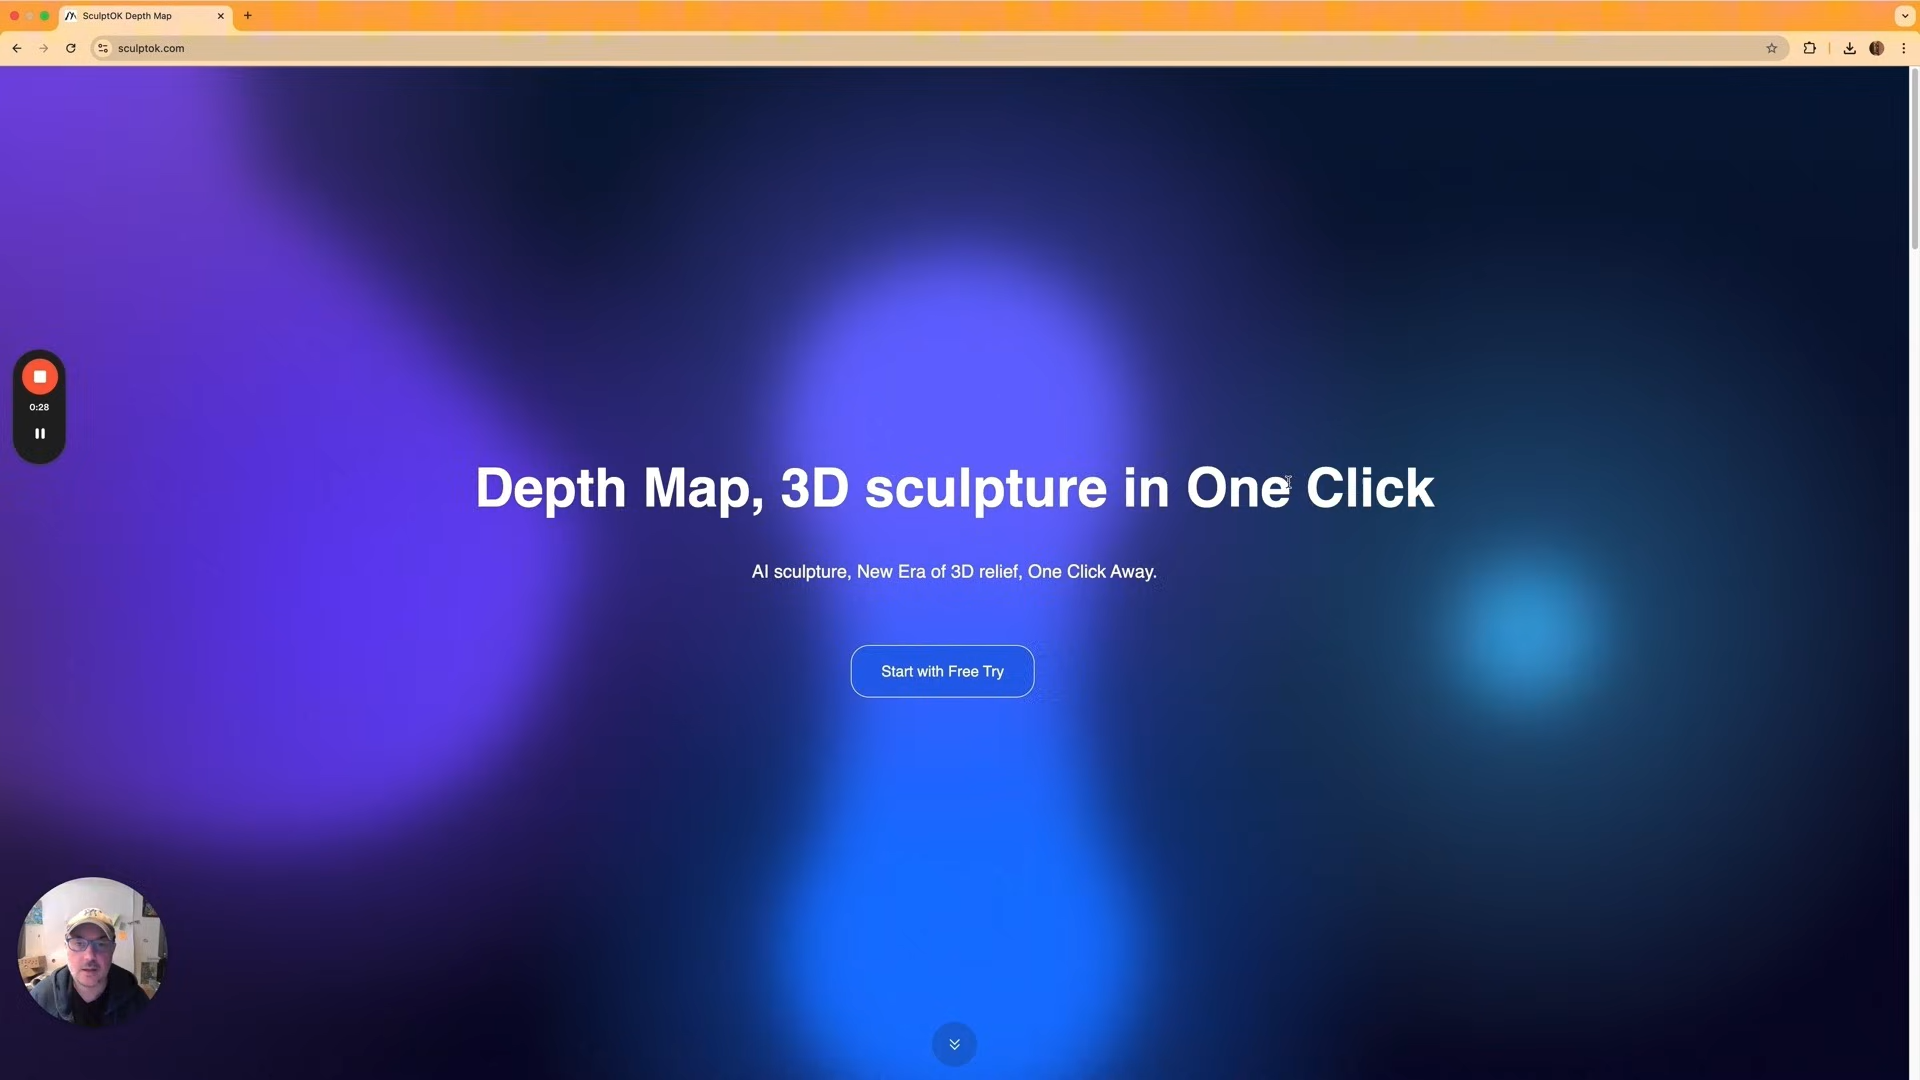 SculptOK Depth Map
sculptok.com
0:28
Depth Map, 3D sculpture in One Click
AI sculpture, New Era of 3D relief, One Click Away.
Start with Free Try